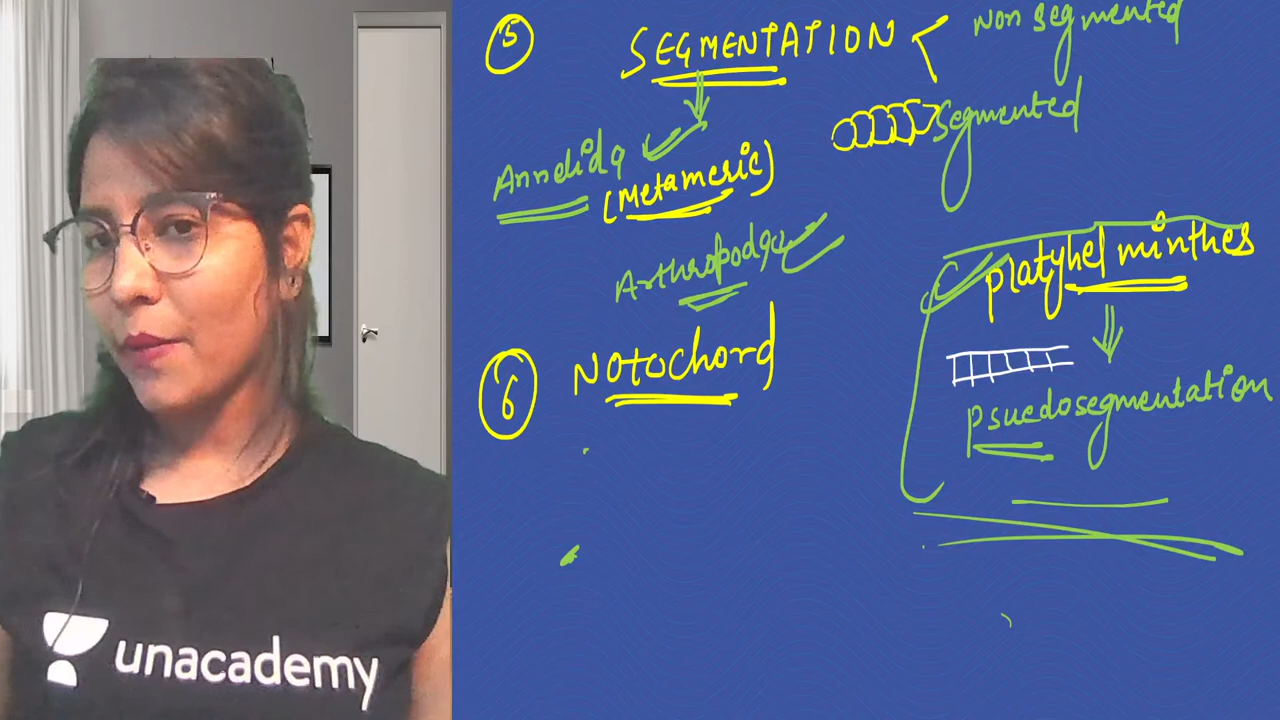 5 SEGMENTATION
Non segmented
segmented
Annelida
(Metameric)
Arthropoda
platyhelminthes
psuedosegmentation
6 Notochord
unacademy